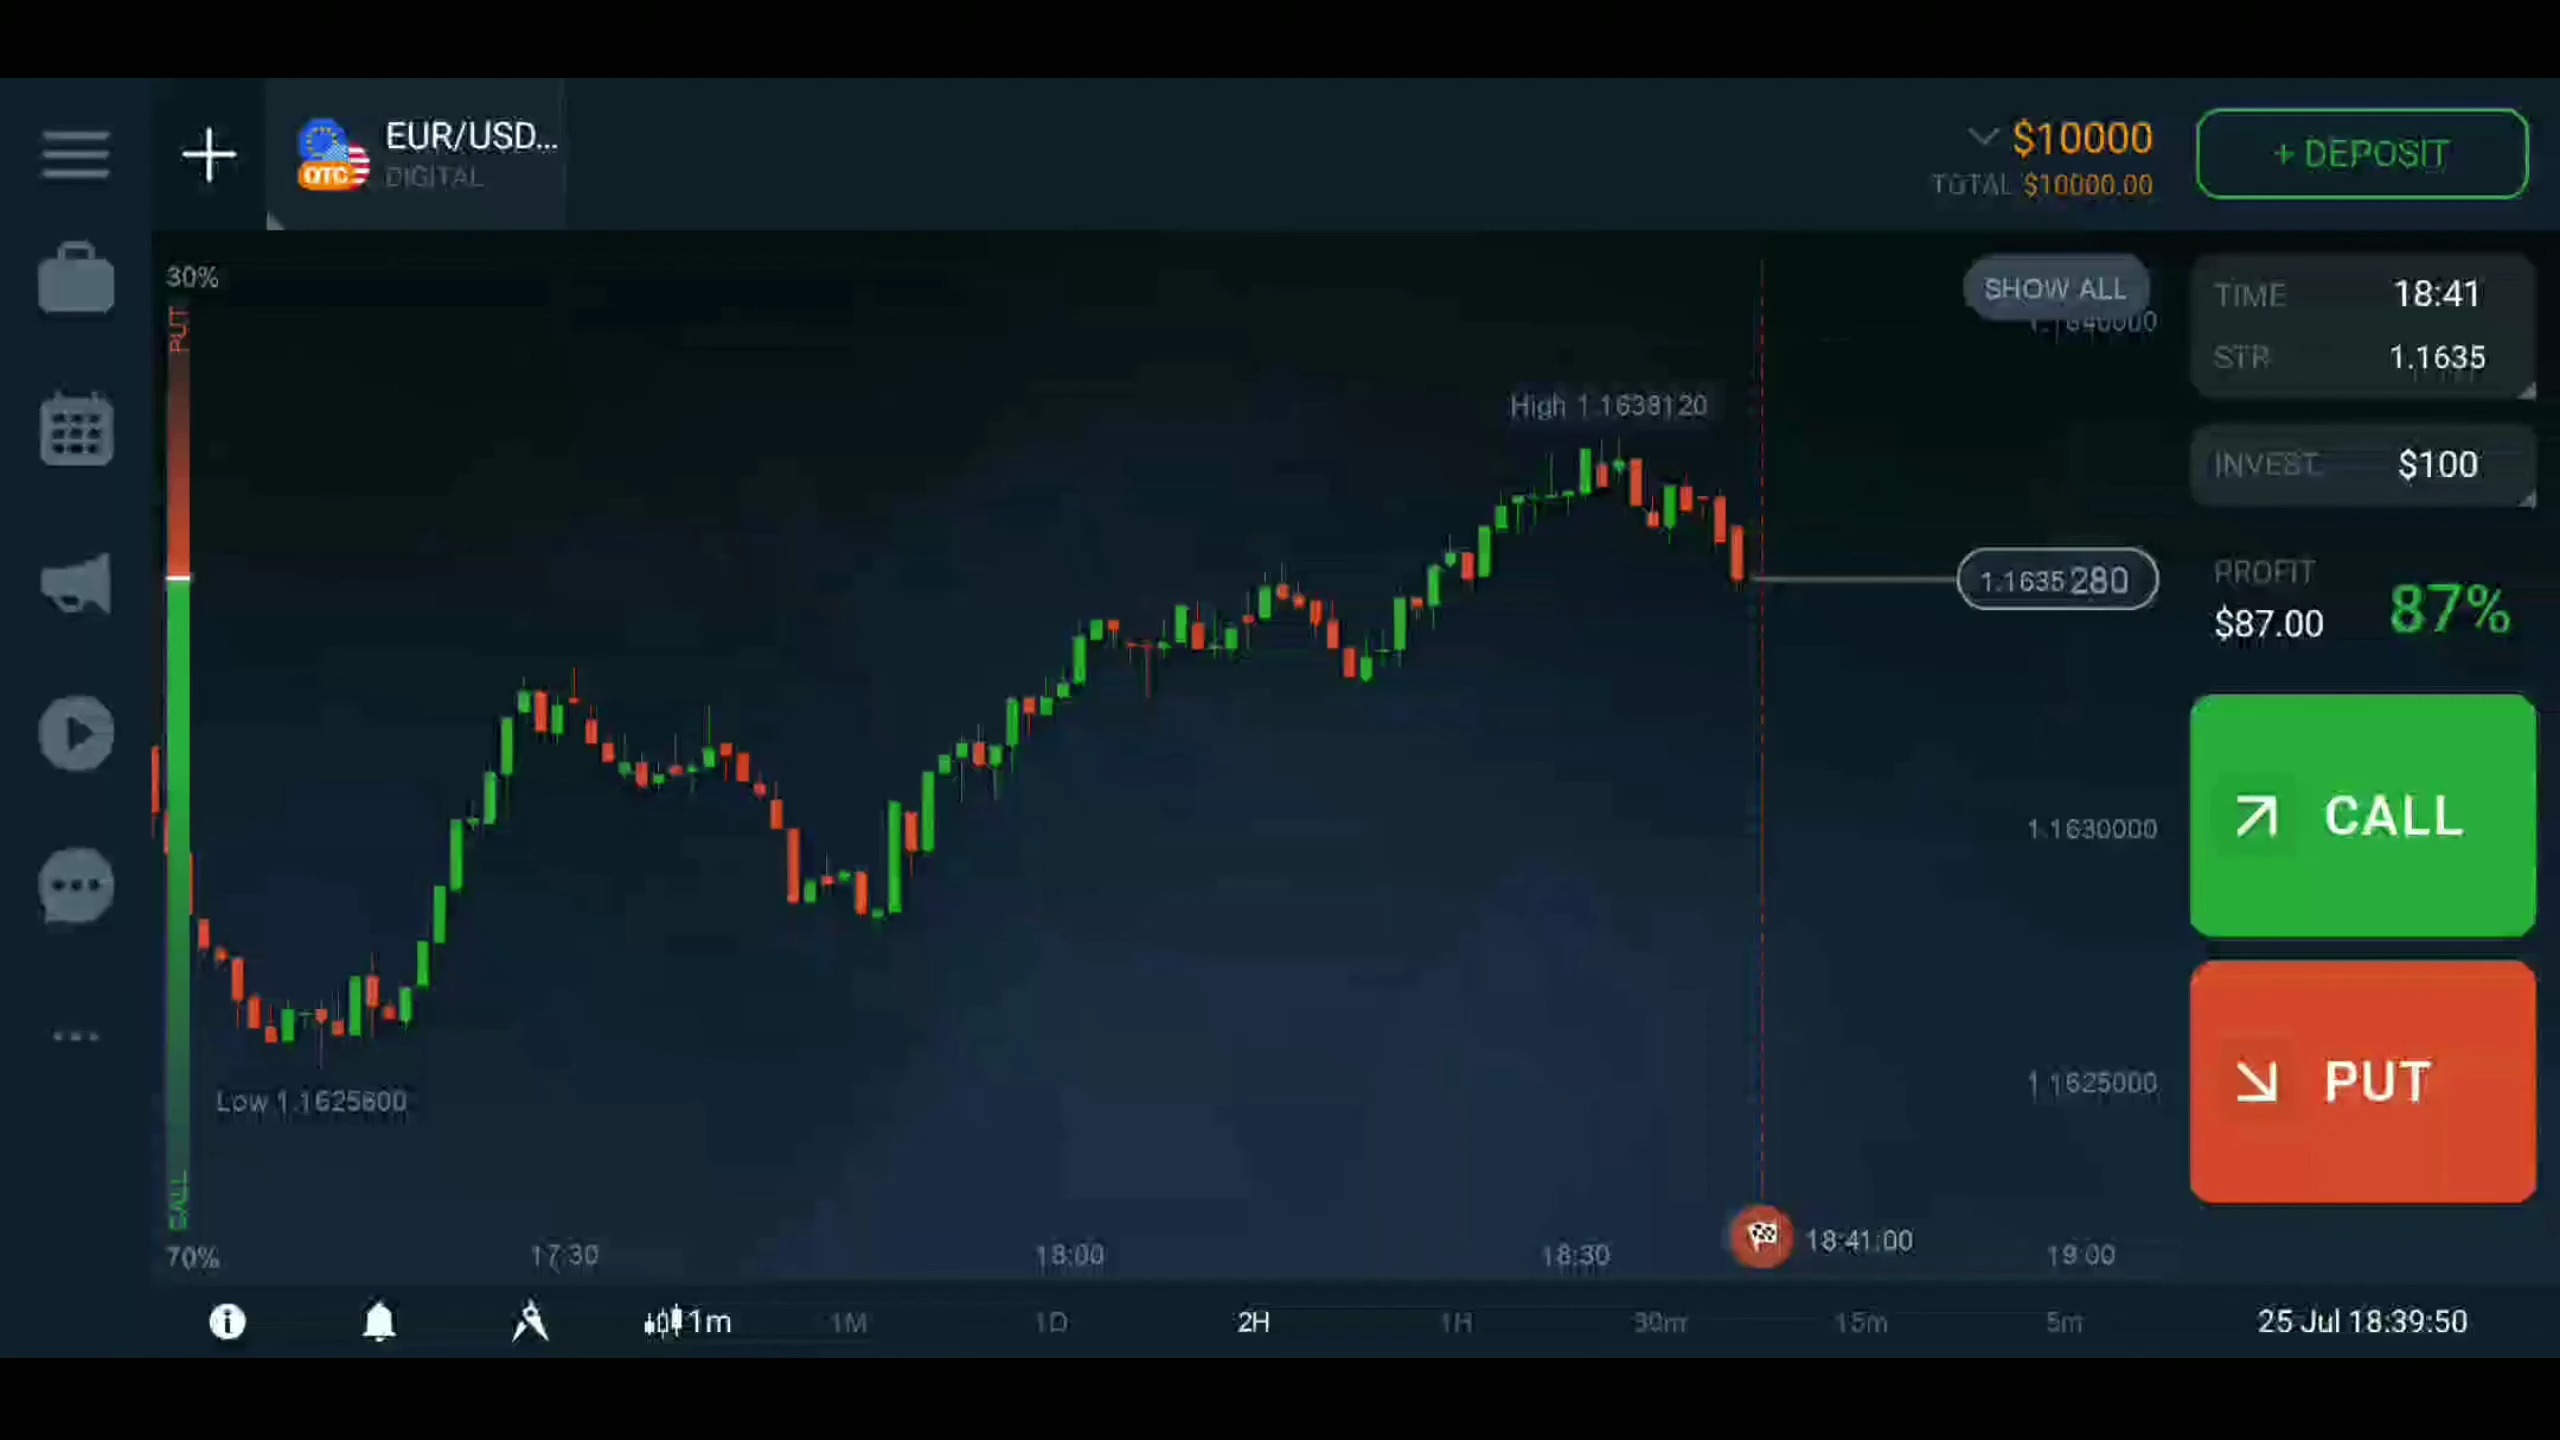 EUR/USD...
OTC
DIGITAL
$10000
TOTAL $10000.00
+ DEPOSIT
30%
PUT
SHOW ALL
1.1640000
TIME 18:41
STR 1.1635
High 1.1638120
INVEST $100
1.1635280
PROFIT
$87.00
87%
1.1630000
CALL
1.1625000
PUT
Low 1.1625600
CALL
70%
17:30
18:00
18:30
18:41:00
19:00
1m
1M
1D
2H
1H
30m
15m
5m
25 Jul 18:39:50